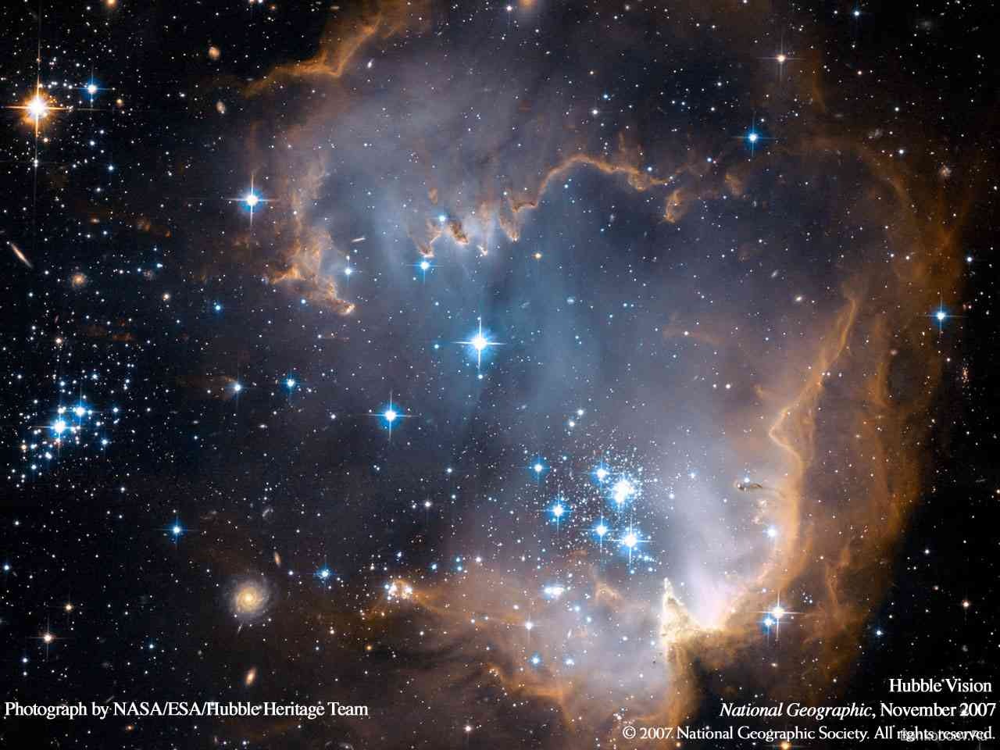 Hubble Vision
Photograph by NASA/ESA/Hubble Heritage Team
National Geographic, November 2007
© 2007 National Geographic Society. All rights reserved.